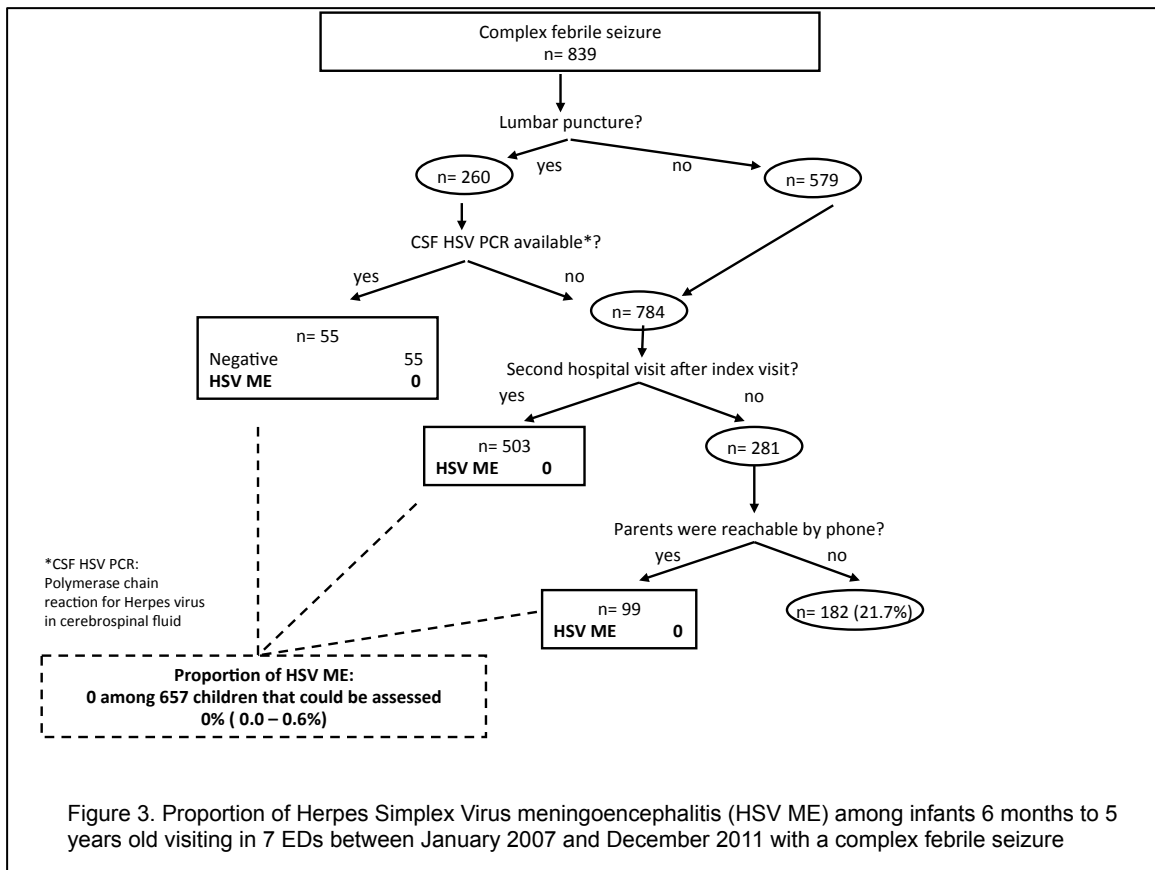 Complex febrile seizure
n= 839
Lumbar puncture?
yes
no
n= 260
n= 579
CSF HSV PCR available*?
yes
no
n= 784
n= 55
Negative 55
HSV ME 0
Second hospital visit after index visit?
yes
no
n= 503
HSV ME 0
n= 281
Parents were reachable by phone?
yes
no
*CSF HSV PCR:
Polymerase chain
reaction for Herpes virus
in cerebrospinal fluid
n= 99
HSV ME 0
n= 182 (21.7%)
Proportion of HSV ME:
0 among 657 children that could be assessed
0% ( 0.0 – 0.6%)
Figure 3. Proportion of Herpes Simplex Virus meningoencephalitis (HSV ME) among infants 6 months to 5
years old visiting in 7 EDs between January 2007 and December 2011 with a complex febrile seizure